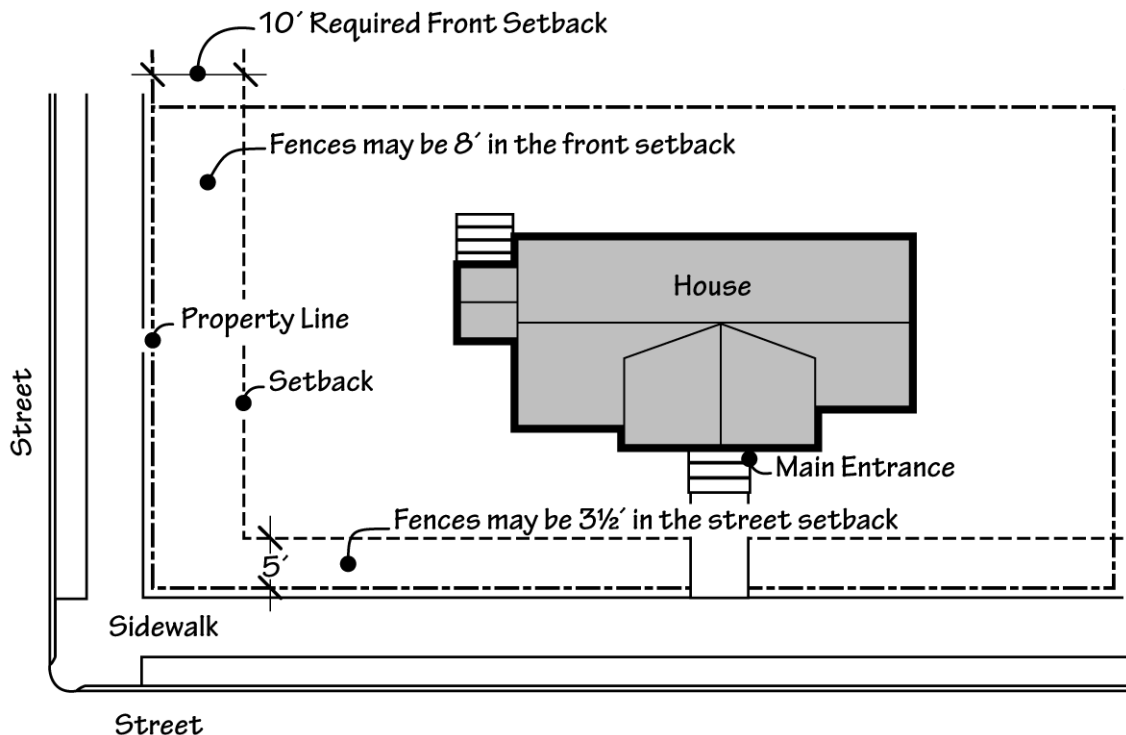 10´ Required Front Setback
Fences may be 8´ in the front setback
House
Property Line
Setback
Street
Main Entrance
Fences may be 3½´ in the street setback
5´
Sidewalk
Street